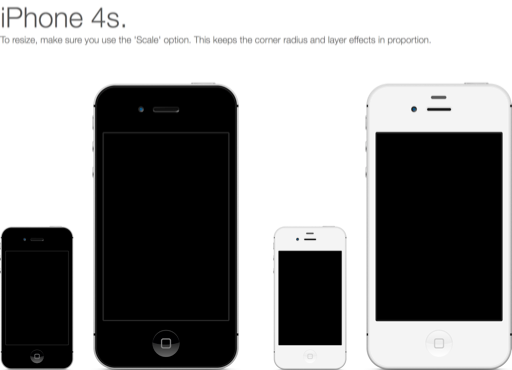 iPhone 4s.
To resize, make sure you use the 'Scale' option. This keeps the corner radius and layer effects in proportion.